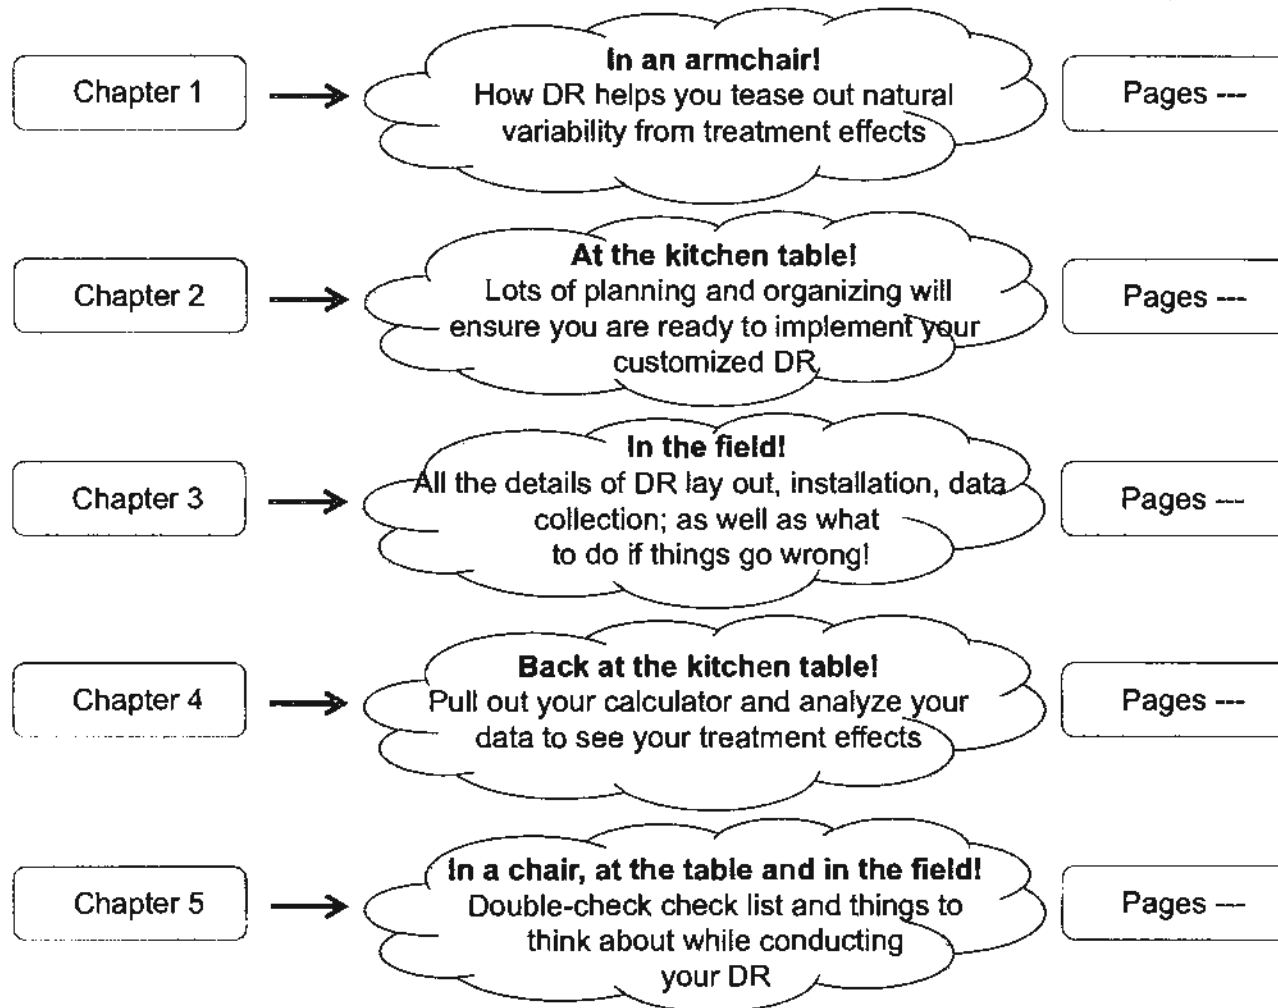 Chapter 1
In an armchair!
How DR helps you tease out natural
variability from treatment effects
Pages ---
Chapter 2
At the kitchen table!
Lots of planning and organizing will
ensure you are ready to implement your
customized DR
Pages ---
Chapter 3
In the field!
All the details of DR lay out, installation, data
collection; as well as what
to do if things go wrong!
Pages ---
Chapter 4
Back at the kitchen table!
Pull out your calculator and analyze your
data to see your treatment effects
Pages ---
Chapter 5
In a chair, at the table and in the field!
Double-check check list and things to
think about while conducting
your DR
Pages ---